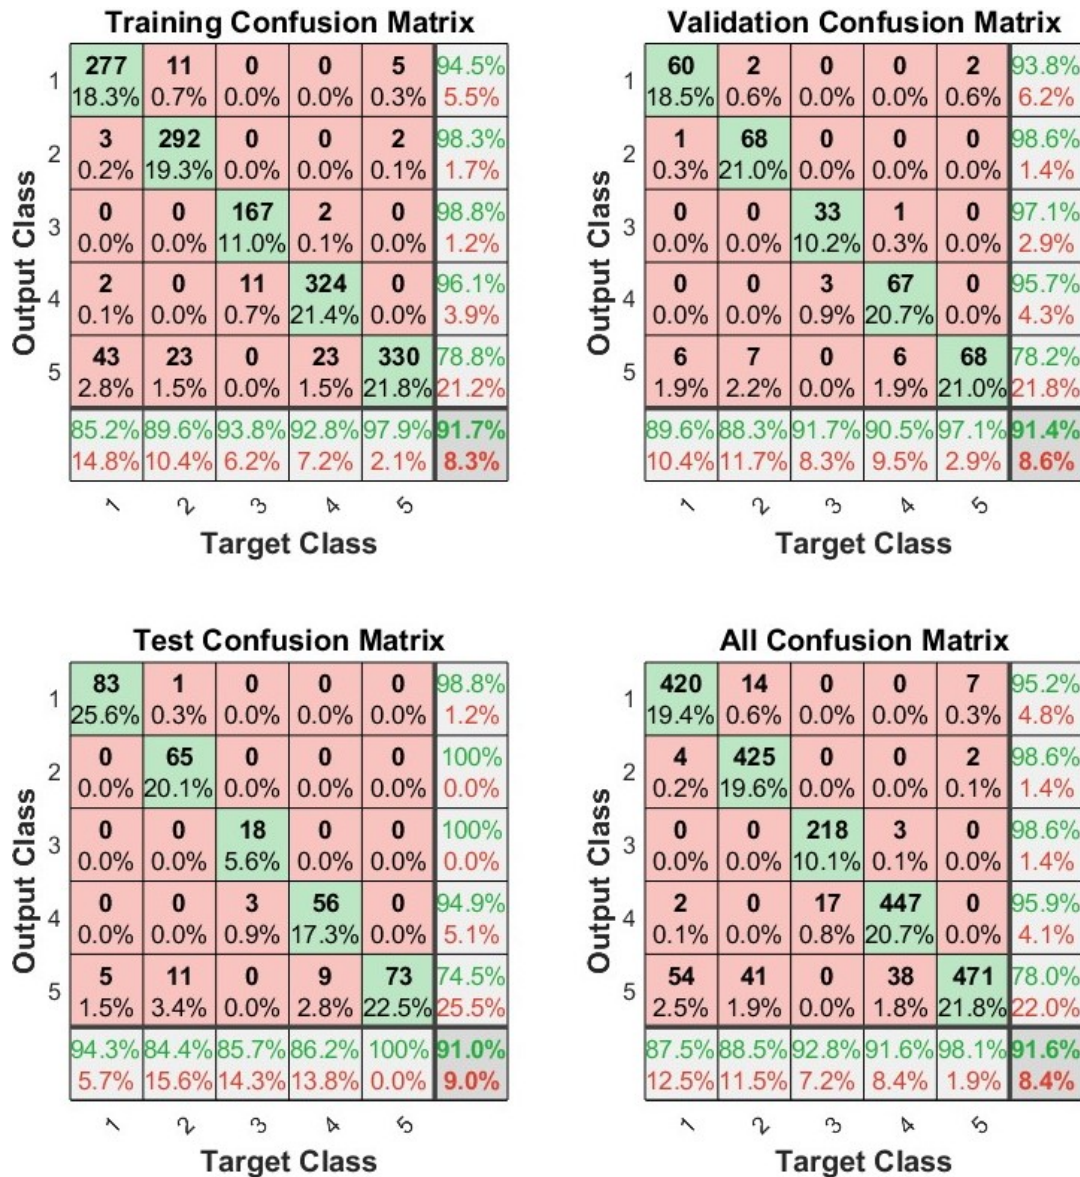 Training Confusion Matrix
277 11 0 0 5 94.5%
1
18.3% 0.7% 0.0% 0.0% 0.3% 5.5%
3 292 0 0 2 98.3%
2
0.2% 19.3% 0.0% 0.0% 0.1% 1.7%
0 0 167 2 0 98.8%
3
0.0% 0.0% 11.0% 0.1% 0.0% 1.2%
2 0 11 324 0 96.1%
4
0.1% 0.0% 0.7% 21.4% 0.0% 3.9%
43 23 0 23 330 78.8%
5
2.8% 1.5% 0.0% 1.5% 21.8% 21.2%
85.2% 89.6% 93.8% 92.8% 97.9% 91.7%
14.8% 10.4% 6.2% 7.2% 2.1% 8.3%
1 2 3 4 5
Output Class
Target Class
Validation Confusion Matrix
60 2 0 0 2 93.8%
1
18.5% 0.6% 0.0% 0.0% 0.6% 6.2%
1 68 0 0 0 98.6%
2
0.3% 21.0% 0.0% 0.0% 0.0% 1.4%
0 0 33 1 0 97.1%
3
0.0% 0.0% 10.2% 0.3% 0.0% 2.9%
0 0 3 67 0 95.7%
4
0.0% 0.0% 0.9% 20.7% 0.0% 4.3%
6 7 0 6 68 78.2%
5
1.9% 2.2% 0.0% 1.9% 21.0% 21.8%
89.6% 88.3% 91.7% 90.5% 97.1% 91.4%
10.4% 11.7% 8.3% 9.5% 2.9% 8.6%
1 2 3 4 5
Output Class
Target Class
Test Confusion Matrix
83 1 0 0 0 98.8%
1
25.6% 0.3% 0.0% 0.0% 0.0% 1.2%
0 65 0 0 0 100%
2
0.0% 20.1% 0.0% 0.0% 0.0% 0.0%
0 0 18 0 0 100%
3
0.0% 0.0% 5.6% 0.0% 0.0% 0.0%
0 0 3 56 0 94.9%
4
0.0% 0.0% 0.9% 17.3% 0.0% 5.1%
5 11 0 9 73 74.5%
5
1.5% 3.4% 0.0% 2.8% 22.5% 25.5%
94.3% 84.4% 85.7% 86.2% 100% 91.0%
5.7% 15.6% 14.3% 13.8% 0.0% 9.0%
1 2 3 4 5
Output Class
Target Class
All Confusion Matrix
420 14 0 0 7 95.2%
1
19.4% 0.6% 0.0% 0.0% 0.3% 4.8%
4 425 0 0 2 98.6%
2
0.2% 19.6% 0.0% 0.0% 0.1% 1.4%
0 0 218 3 0 98.6%
3
0.0% 0.0% 10.1% 0.1% 0.0% 1.4%
2 0 17 447 0 95.9%
4
0.1% 0.0% 0.8% 20.7% 0.0% 4.1%
54 41 0 38 471 78.0%
5
2.5% 1.9% 0.0% 1.8% 21.8% 22.0%
87.5% 88.5% 92.8% 91.6% 98.1% 91.6%
12.5% 11.5% 7.2% 8.4% 1.9% 8.4%
1 2 3 4 5
Output Class
Target Class